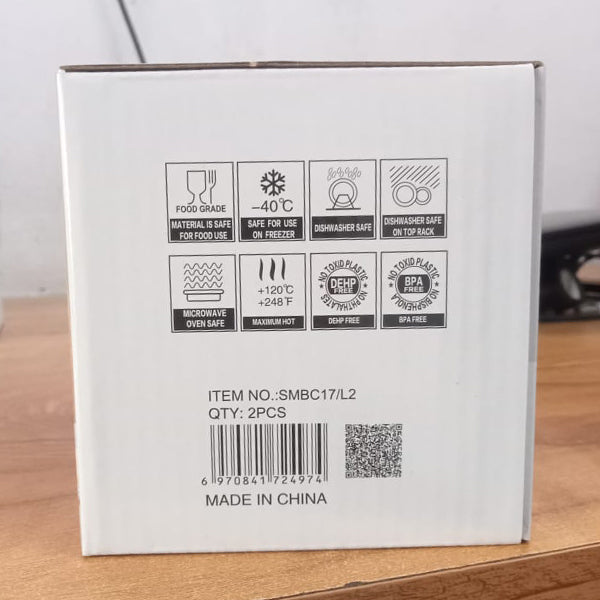 FOOD GRADE
MATERIAL IS SAFE
FOR FOOD USE
-40°C
SAFE FOR USE
ON FREEZER
DISHWASHER SAFE
DISHWASHER SAFE
ON TOP RACK
MICROWAVE
OVEN SAFE
+120°C
+248°F
MAXIMUM HOT
NO TOXID PLASTIC
DEHP
FREE
NO PHTHALATES
DEHP FREE
NO TOXID PLASTIC
BPA
FREE
NO BISPHENOL A
BPA FREE
ITEM NO.:SMBC17/L2
QTY: 2PCS
6 970841 724974
MADE IN CHINA